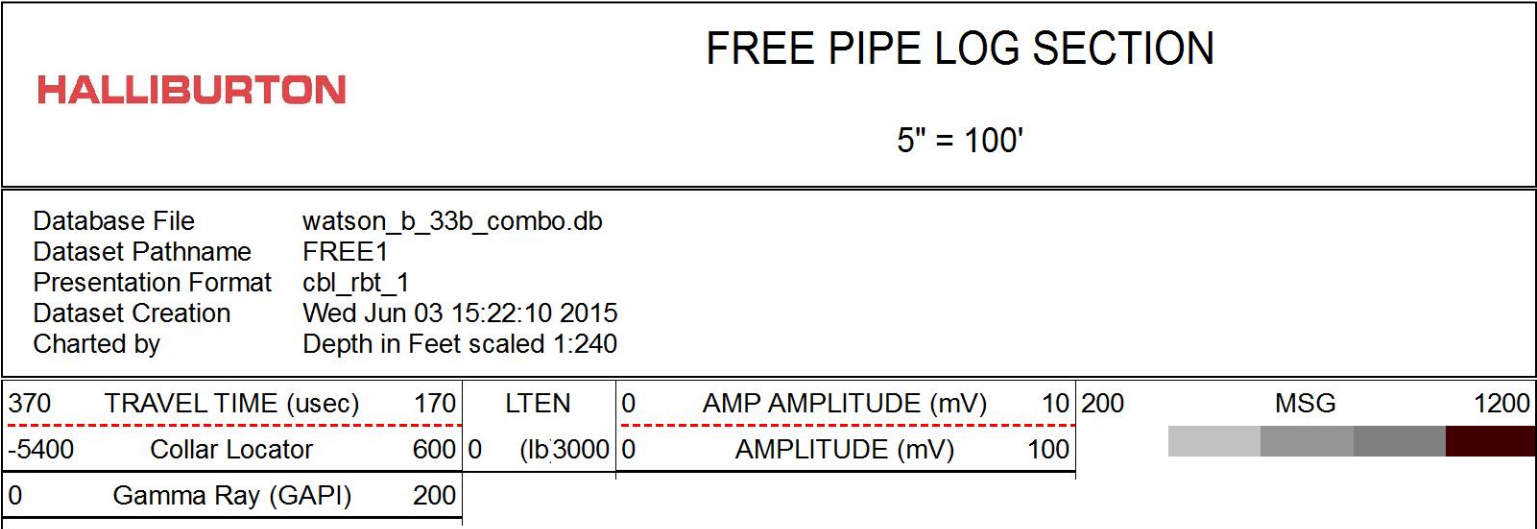 FREE PIPE LOG SECTION
HALLIBURTON
5" = 100'
Database File watson_b_33b_combo.db
Dataset Pathname FREE1
Presentation Format cbl_rbt_1
Dataset Creation Wed Jun 03 15:22:10 2015
Charted by Depth in Feet scaled 1:240
370 TRAVEL TIME (usec) 170 LTEN 0 AMP AMPLITUDE (mV) 10 200 MSG 1200
-5400 Collar Locator 600 0 (lb 3000 0 AMPLITUDE (mV) 100
0 Gamma Ray (GAPI) 200